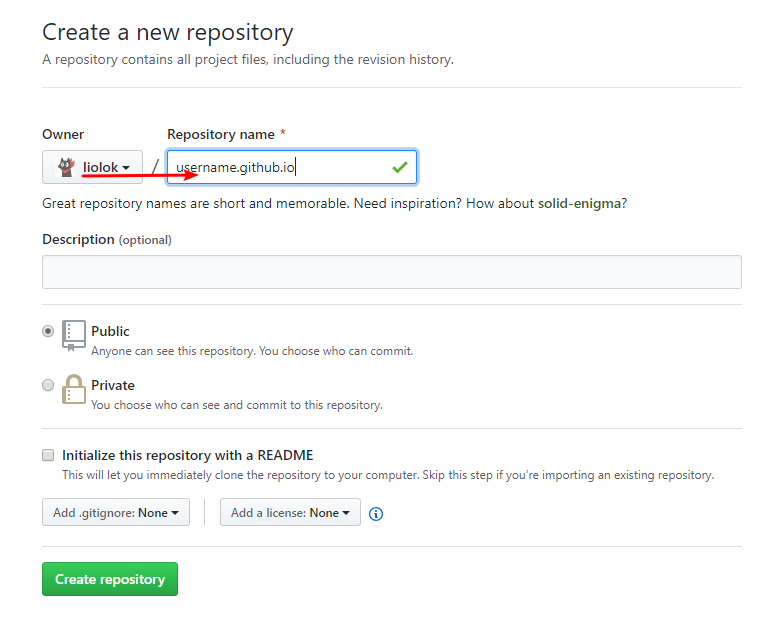 Create a new repository
A repository contains all project files, including the revision history.
Owner
Repository name *
liolok
/
username.github.io
Great repository names are short and memorable. Need inspiration? How about solid-enigma?
Description (optional)
Public
Anyone can see this repository. You choose who can commit.
Private
You choose who can see and commit to this repository.
Initialize this repository with a README
This will let you immediately clone the repository to your computer. Skip this step if you’re importing an existing repository.
Add .gitignore: None
Add a license: None
Create repository